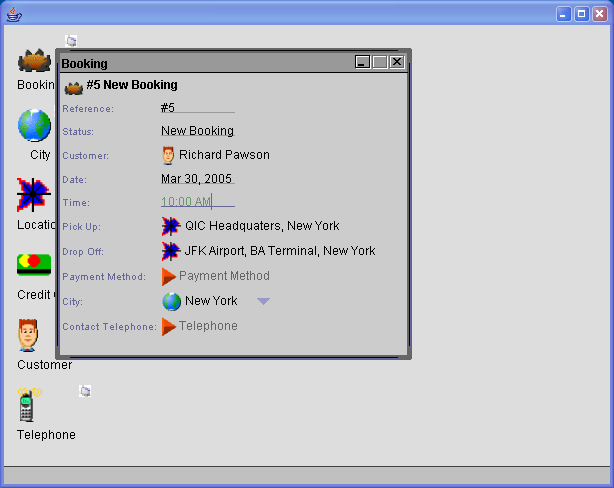 Booking
#5 New Booking
Reference: #5
Status: New Booking
Customer: Richard Pawson
Date: Mar 30, 2005
Time: 10:00 AM
Pick Up: QIC Headquaters, New York
Drop Off: JFK Airport, BA Terminal, New York
Payment Method: Payment Method
City: New York
Contact Telephone: Telephone
Bookin
City
Locatio
Credit
Customer
Telephone